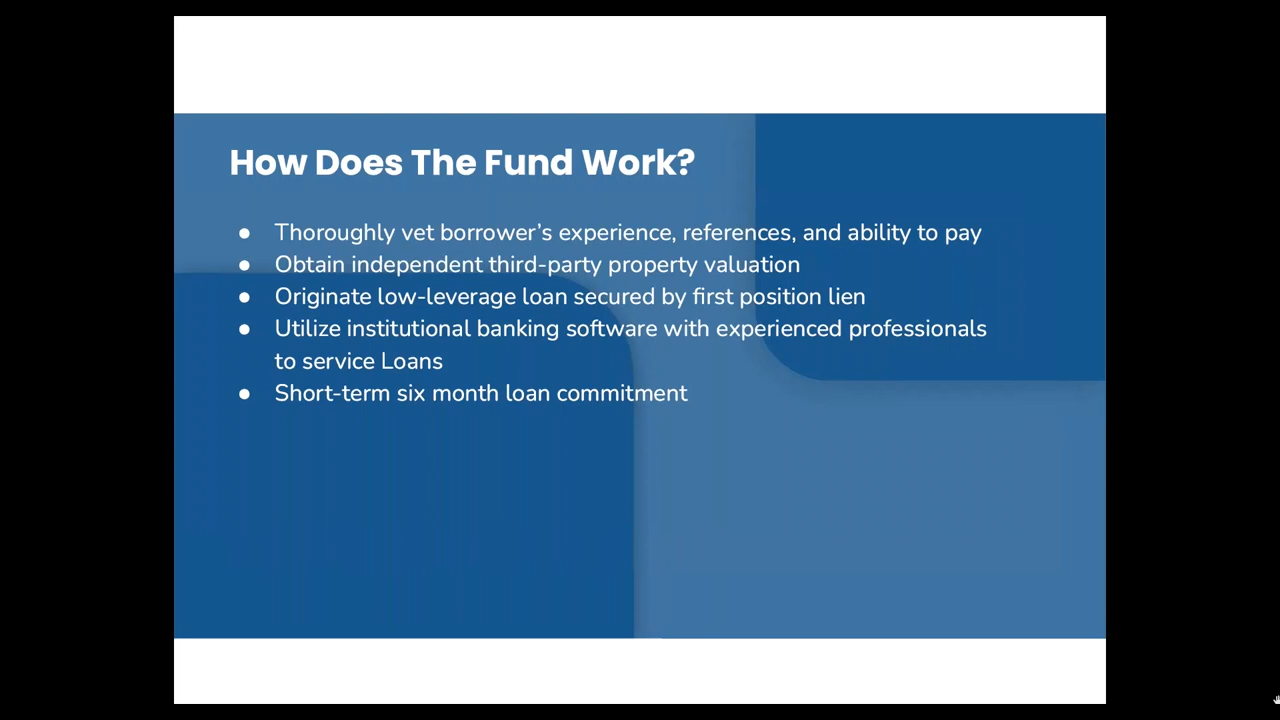 How Does The Fund Work?
● Thoroughly vet borrower’s experience, references, and ability to pay
● Obtain independent third-party property valuation
● Originate low-leverage loan secured by first position lien
● Utilize institutional banking software with experienced professionals
to service Loans
● Short-term six month loan commitment